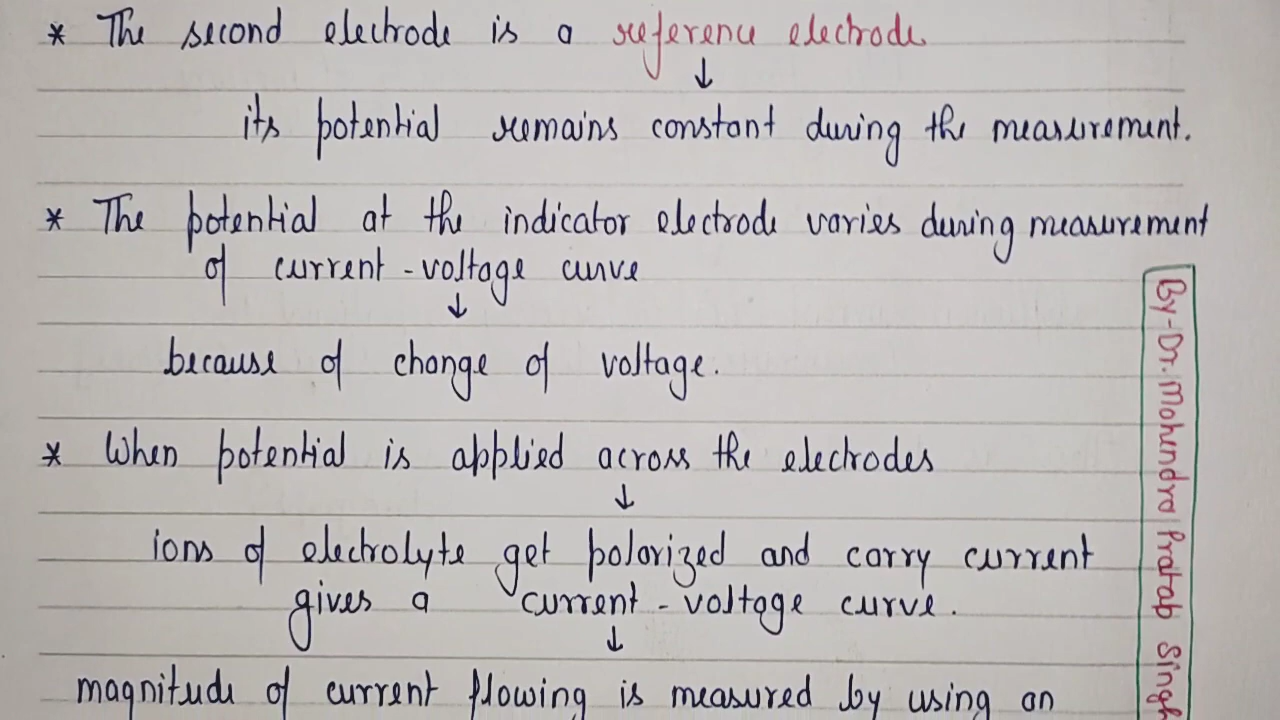 * The second electrode is a reference electrode
↓
its potential remains constant during the measurement.
* The potential at the indicator electrode varies during measurement
of current-voltage curve
↓
because of change of voltage.
* When potential is applied across the electrodes
↓
ions of electrolyte get polarized and carry current
gives a current-voltage curve.
↓
magnitude of current flowing is measured by using an
By-Dr. Mahendra Pratab Singh